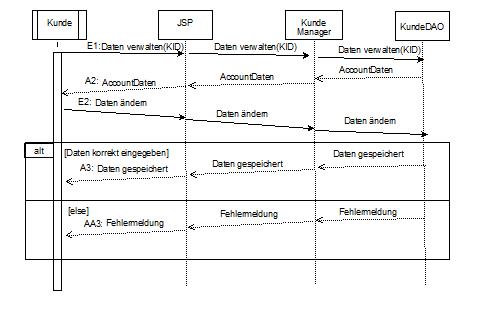 Kunde
JSP
Kunde
Manager
KundeDAO
E1:Daten verwalten(KID)
Daten verwalten(KID)
Daten verwalten(KID)
AccountDaten
AccountDaten
A2: AccountDaten
E2: Daten ändern
Daten ändern
Daten ändern
alt
[Daten korrekt eingegeben]
Daten gespeichert
Daten gespeichert
A3: Daten gespeichert
[else]
Fehlermeldung
Fehlermeldung
AA3: Fehlermeldung